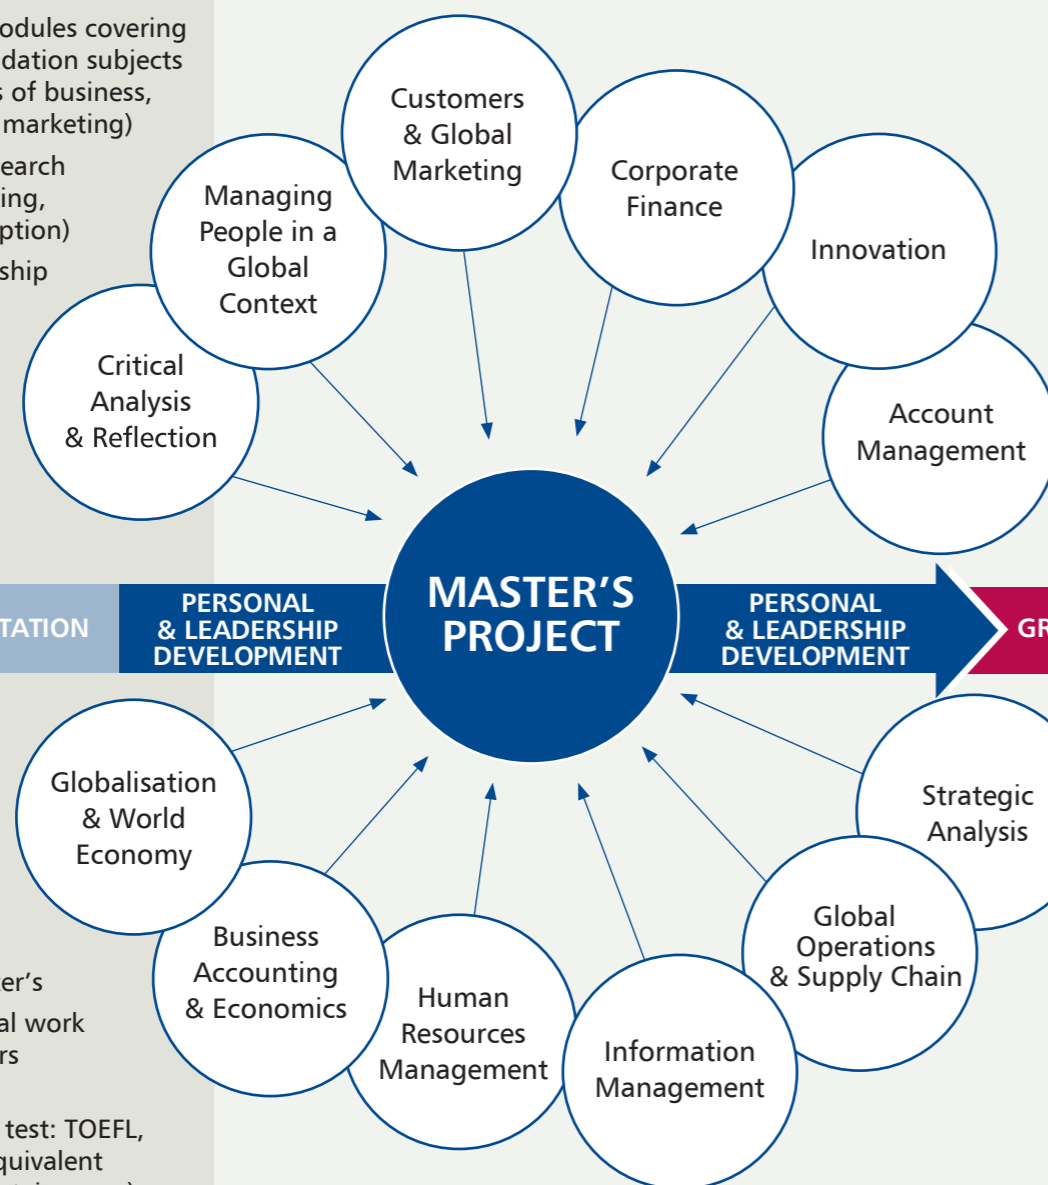 odules covering
dation subjects
s of business,
marketing)
earch
ing,
ption)
ship
Customers
& Global
Marketing
Corporate
Finance
Managing
People in a
Global
Context
Innovation
Critical
Analysis
& Reflection
Account
Management
TATION
PERSONAL
& LEADERSHIP
DEVELOPMENT
MASTER’S
PROJECT
PERSONAL
& LEADERSHIP
DEVELOPMENT
GR
Globalisation
& World
Economy
Strategic
Analysis
Business
Accounting
& Economics
Global
Operations
& Supply Chain
Human
Resources
Management
Information
Management
er’s
al work
rs
test: TOEFL,
quivalent